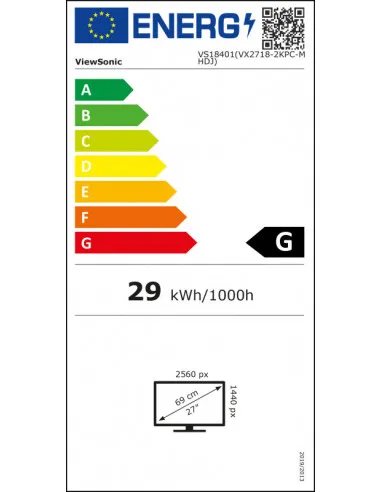 ENERG
ViewSonic
VS18401(VX2718-2KPC-M
HDJ)
A
B
C
D
E
F
G
G
29 kWh/1000h
2560 px
1440 px
69 cm
27"
2019/2013